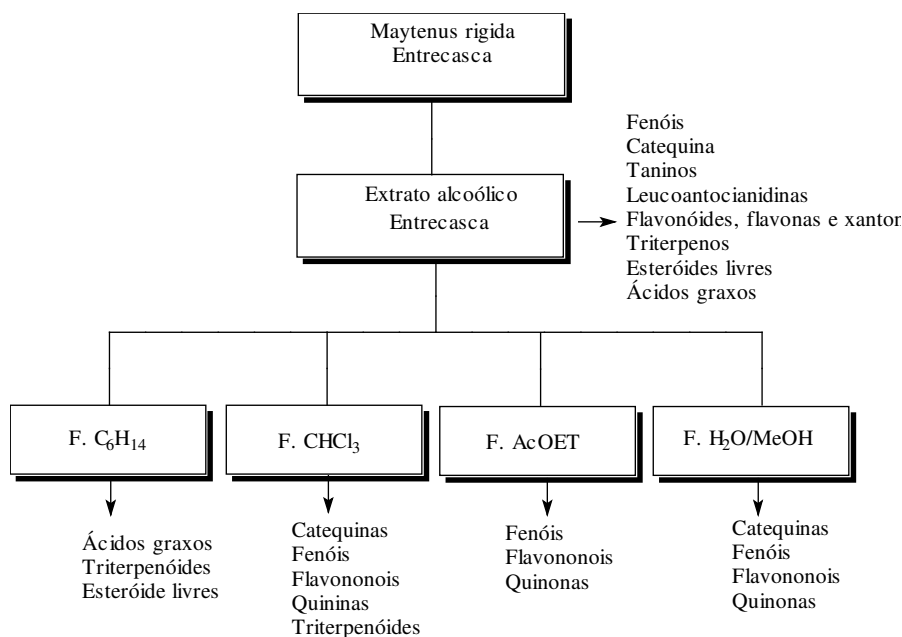 Maytenus rigida
Entrecasca
Extrato alcoólico
Entrecasca
Fenóis
Catequina
Taninos
Leucoantocianidinas
Flavonóides, flavonas e xanton
Triterpenos
Esteróides livres
Ácidos graxos
F. C6H14
F. CHCl3
F. AcOET
F. H2O/MeOH
Ácidos graxos
Triterpenóides
Esteróide livres
Catequinas
Fenóis
Flavononois
Quininas
Triterpenóides
Fenóis
Flavononois
Quinonas
Catequinas
Fenóis
Flavononois
Quinonas